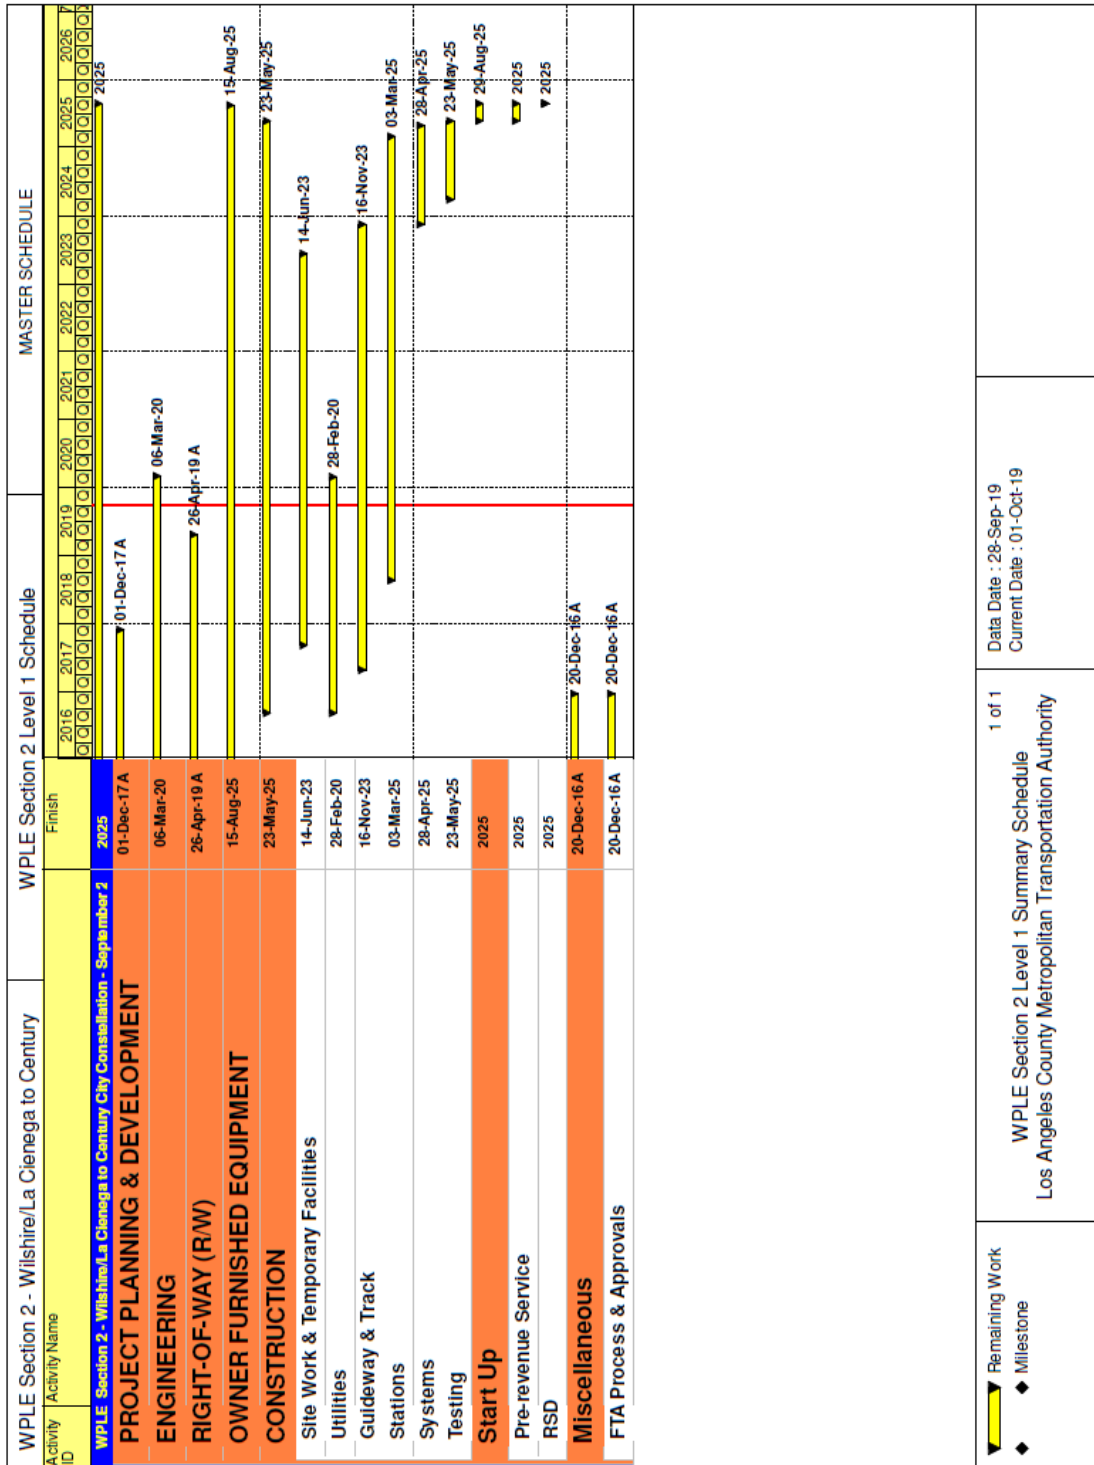 WPLE Section 2 - Wilshire/La Cienega to Century
WPLE Section 2 Level 1 Schedule
MASTER SCHEDULE
Activity ID
Activity Name
Finish
2016 2017 2018 2019 2020 2021 2022 2023 2024 2025 2026 7
Q Q Q Q Q Q Q Q Q Q Q Q Q Q Q Q Q Q Q Q Q Q Q Q Q Q Q Q Q Q Q Q Q Q Q Q Q Q Q Q Q Q Q Q Q
WPLE Section 2 - Wilshire/La Cienega to Century City Constellation - September 2 2025 2025
PROJECT PLANNING & DEVELOPMENT 01-Dec-17 A 01-Dec-17 A
ENGINEERING 06-Mar-20 06-Mar-20
RIGHT-OF-WAY (R/W) 26-Apr-19 A 26-Apr-19 A
OWNER FURNISHED EQUIPMENT 15-Aug-25 15-Aug-25
CONSTRUCTION 23-May-25 23-May-25
Site Work & Temporary Facilities 14-Jun-23 14-Jun-23
Utilities 28-Feb-20 28-Feb-20
Guideway & Track 16-Nov-23 16-Nov-23
Stations 03-Mar-25 03-Mar-25
Systems 28-Apr-25 28-Apr-25
Testing 23-May-25 23-May-25
Start Up 2025 29-Aug-25
Pre-revenue Service 2025 2025
RSD 2025 2025
Miscellaneous 20-Dec-16 A 20-Dec-16 A
FTA Process & Approvals 20-Dec-16 A 20-Dec-16 A
Remaining Work
Milestone
1 of 1
WPLE Section 2 Level 1 Summary Schedule
Los Angeles County Metropolitan Transportation Authority
Data Date : 28-Sep-19
Current Date : 01-Oct-19